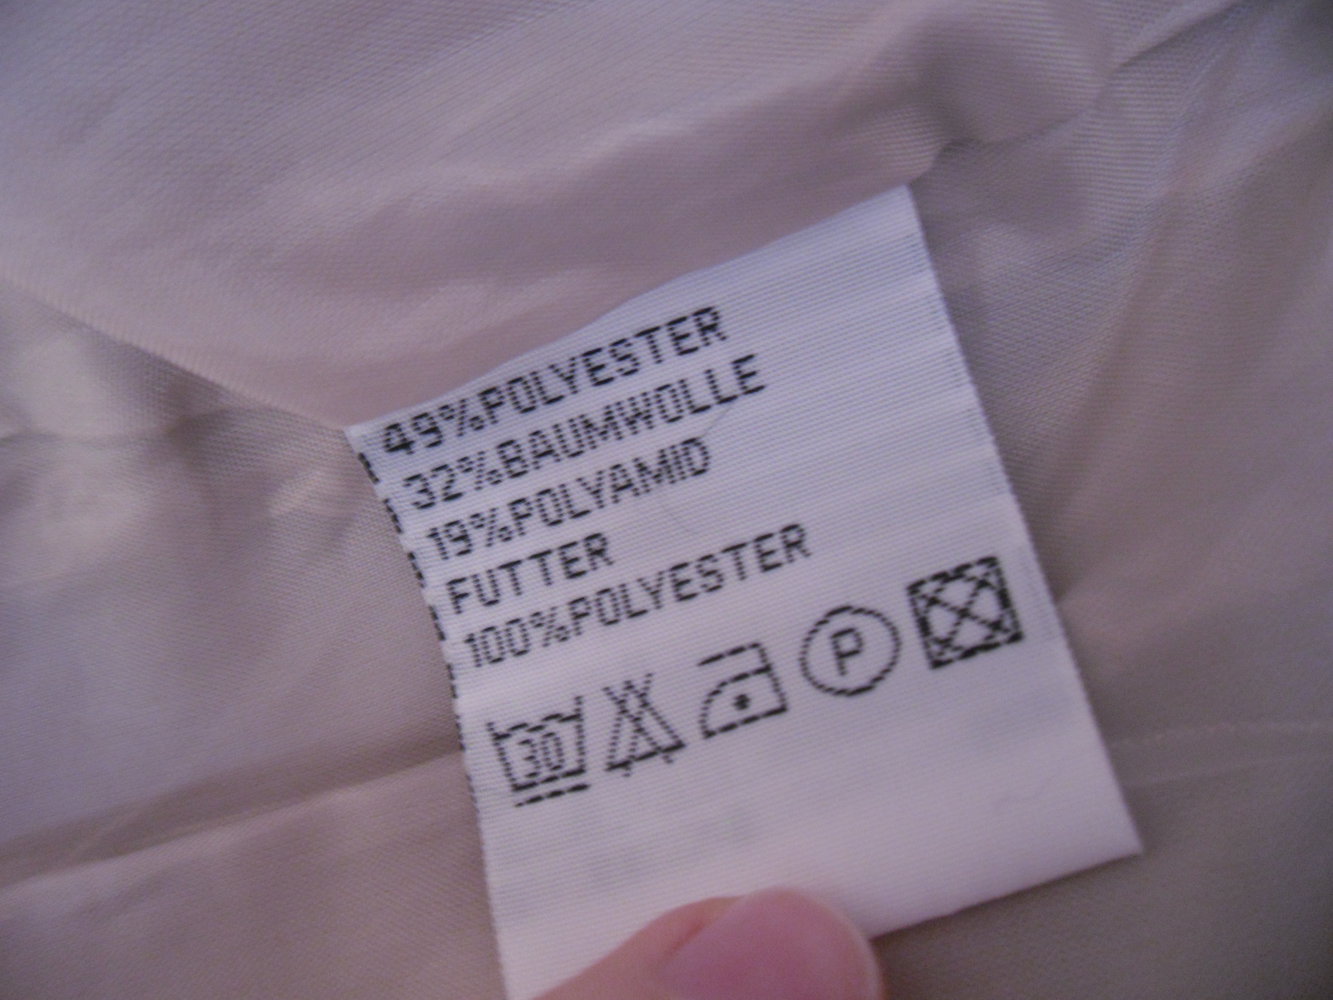 49%POLYESTER
32%BAUMWOLLE
19%POLYAMID
FUTTER
100%POLYESTER
30 P